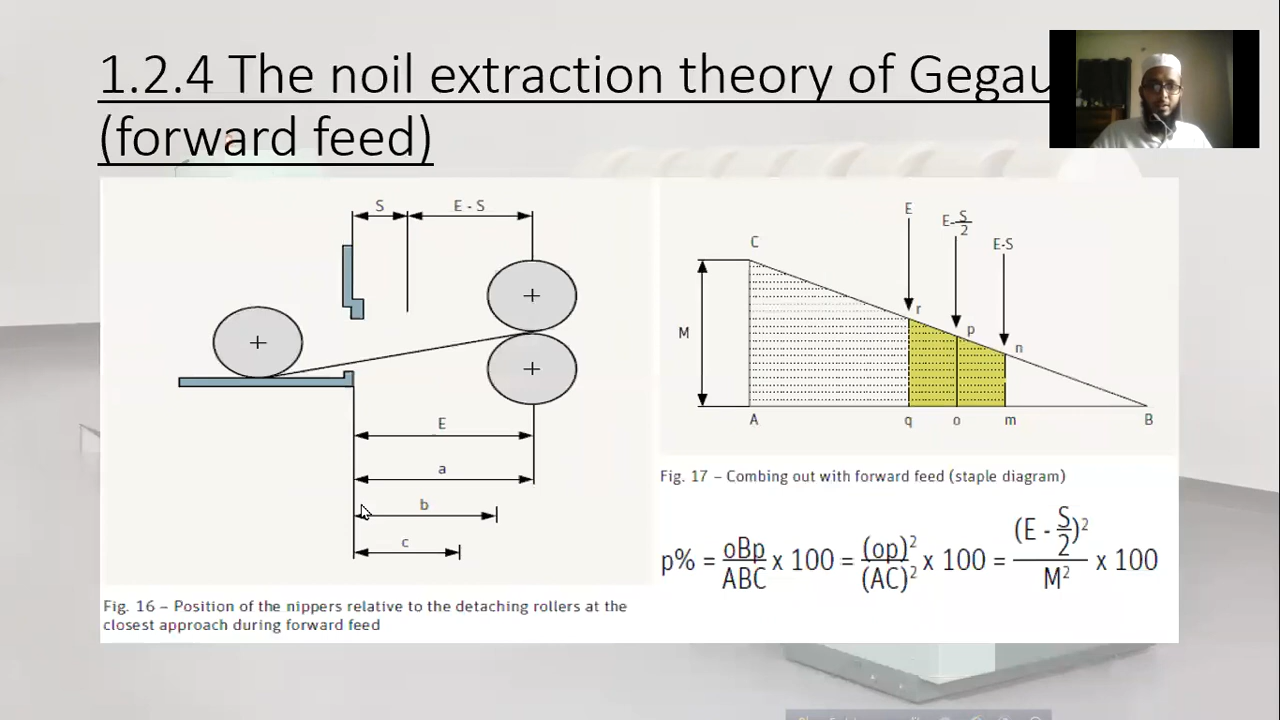 1.2.4 The noil extraction theory of Gegau
(forward feed)
S
E - S
E
a
b
c
Fig. 16 – Position of the nippers relative to the detaching rollers at the
closest approach during forward feed
E
E-S/2
E-S
C
M
r
p
n
A
q
o
m
B
Fig. 17 – Combing out with forward feed (staple diagram)
p% = oBp/ABC x 100 = (op)²/(AC)² x 100 = (E - S/2)²/M² x 100